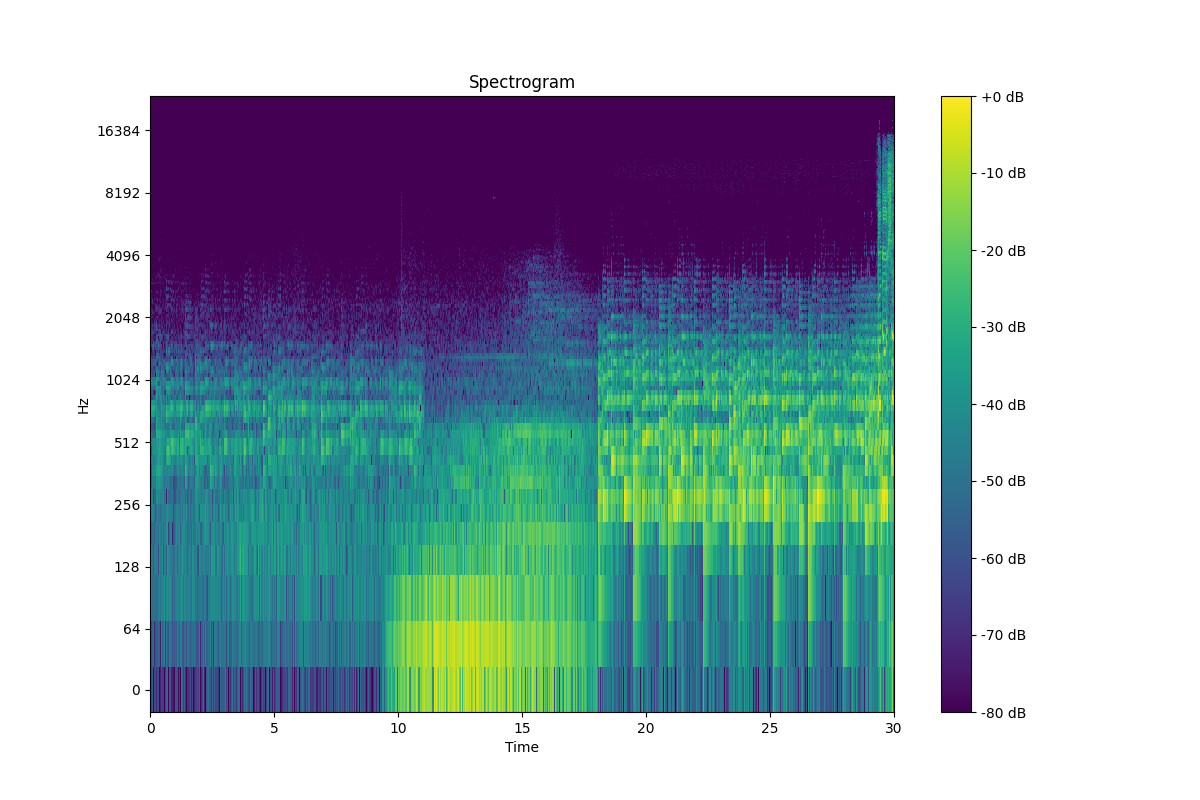 Spectrogram
Hz
16384
8192
4096
2048
1024
512
256
128
64
0
0 5 10 15 20 25 30
Time
+0 dB
-10 dB
-20 dB
-30 dB
-40 dB
-50 dB
-60 dB
-70 dB
-80 dB